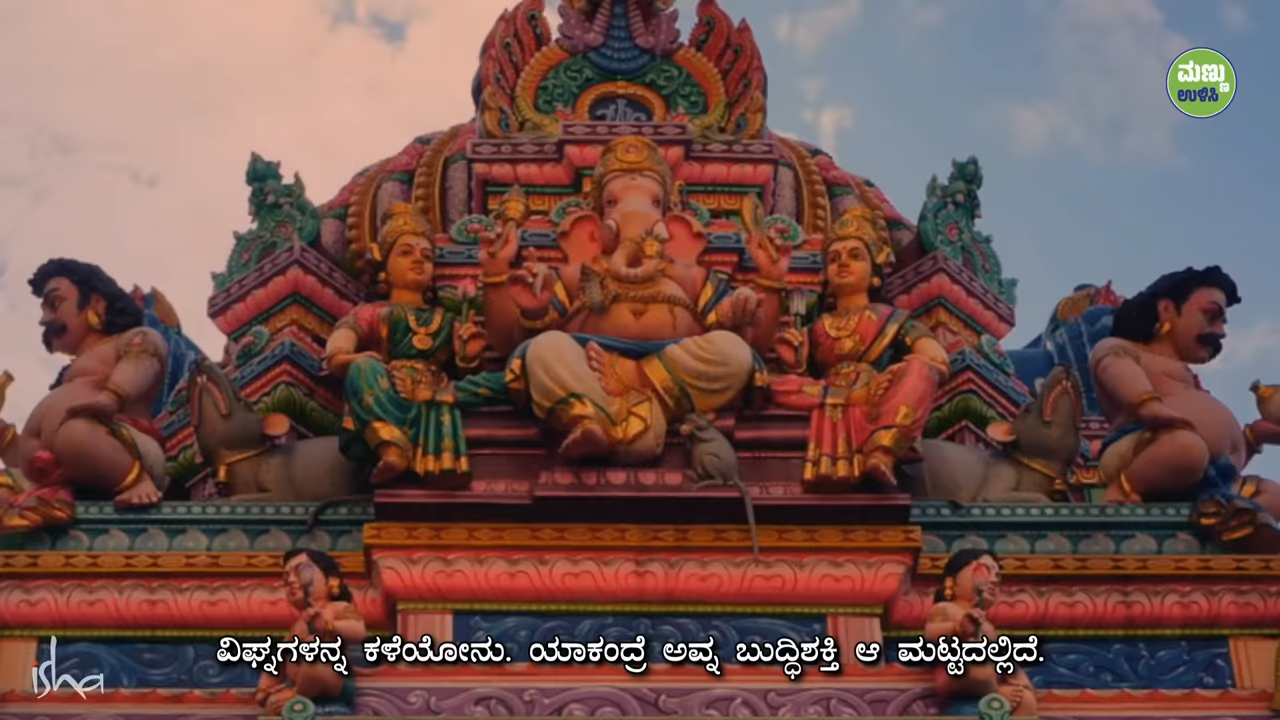 ಮಣ್ಣು
ಉಳಿಸಿ
ವಿಘ್ನಗಳನ್ನ ಕಳೆಯೋನು. ಯಾಕಂದ್ರೆ ಅವ್ನ ಬುದ್ಧಿಶಕ್ತಿ ಆ ಮಟ್ಟದಲ್ಲಿದೆ.
isha